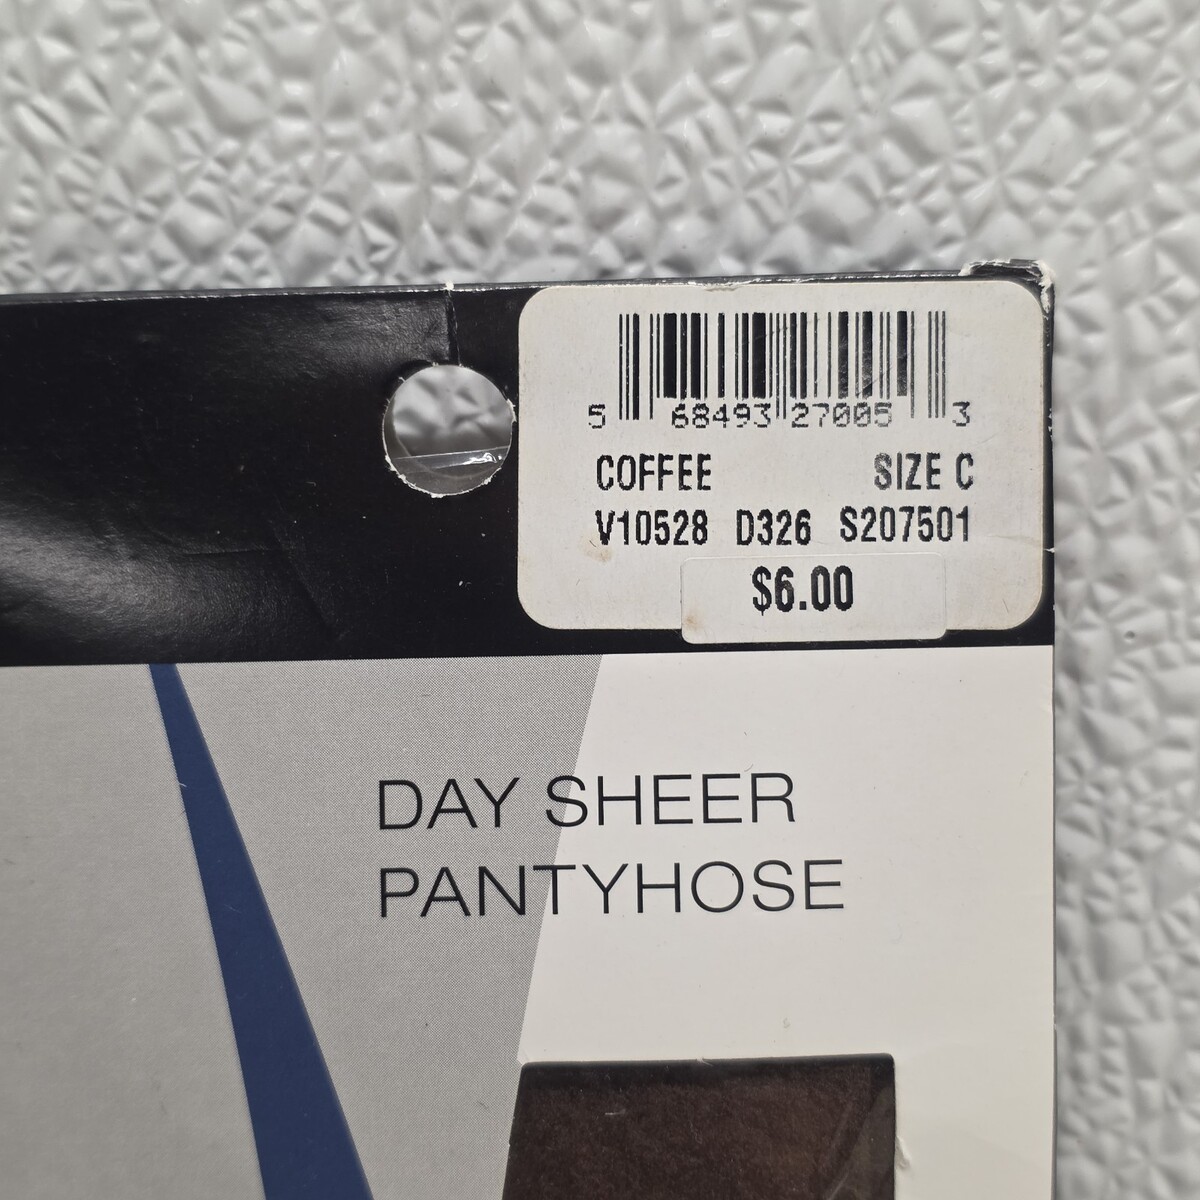 5 68493 27005 3
COFFEE SIZE C
V10528 D326 S207501
$6.00
DAY SHEER
PANTYHOSE